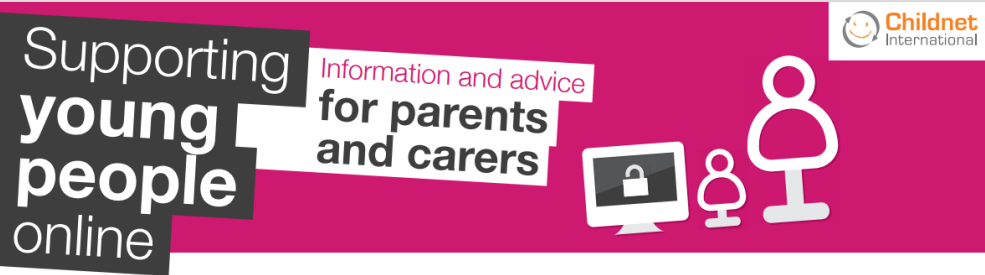 Supporting
young
people
online
Information and advice
for parents
and carers
Childnet
International